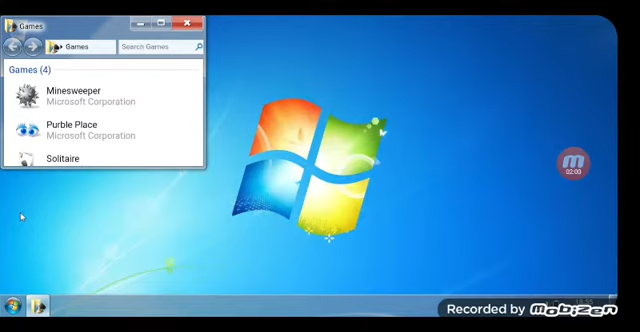 Games
Games
Search Games
Games (4)
Minesweeper
Microsoft Corporation
Purble Place
Microsoft Corporation
Solitaire
m
02:00
Recorded by Mobizen